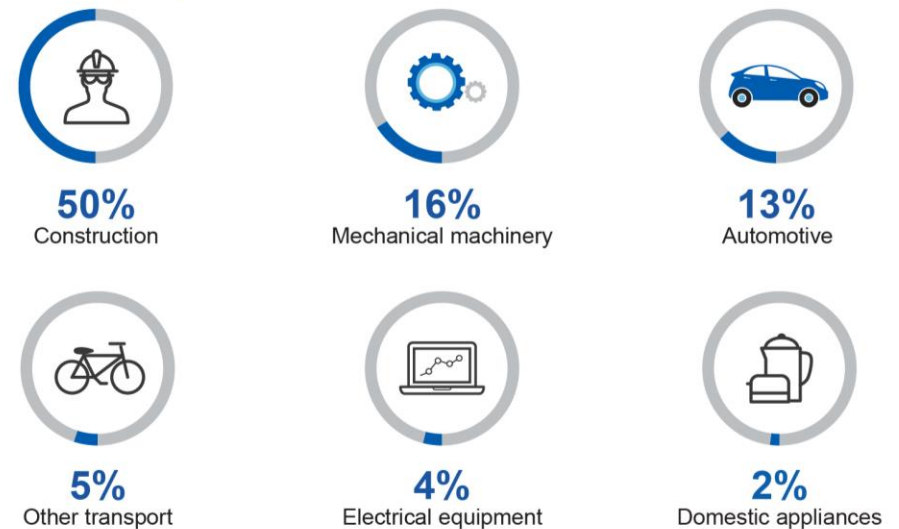 50%
Construction
16%
Mechanical machinery
13%
Automotive
5%
Other transport
4%
Electrical equipment
2%
Domestic appliances